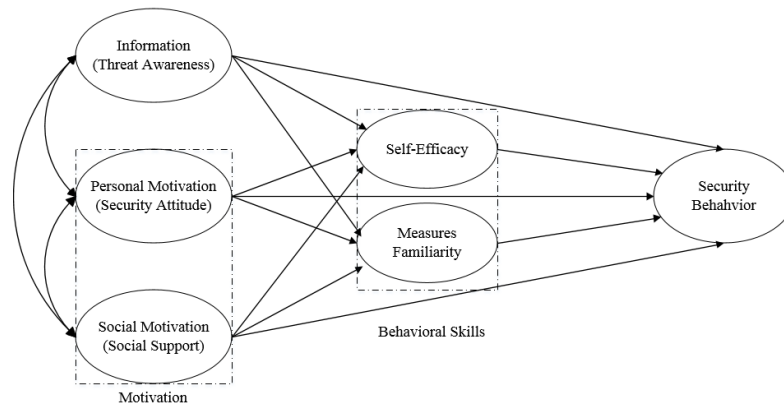 Information
(Threat Awareness)
Self-Efficacy
Personal Motivation
(Security Attitude)
Security
Behahvior
Measures
Familiarity
Social Motivation
(Social Support)
Behavioral Skills
Motivation